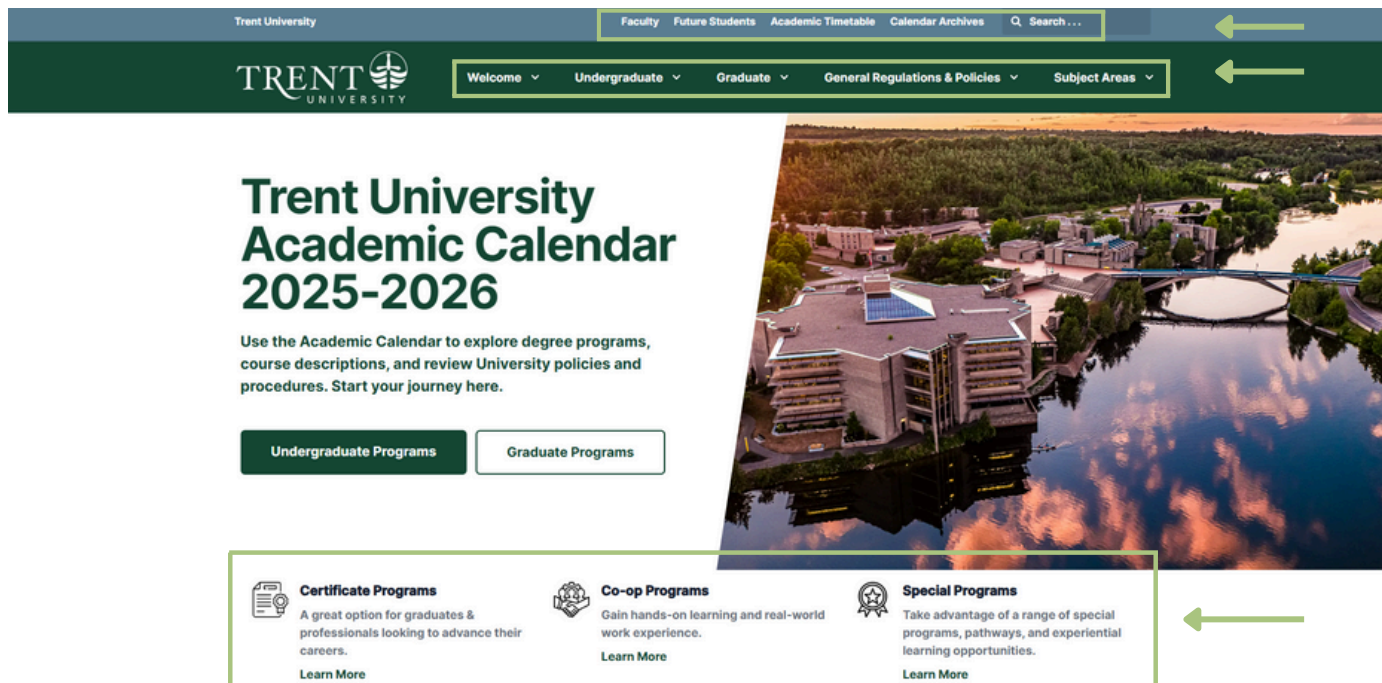 Trent University
Faculty Future Students Academic Timetable Calendar Archives Search . . .
TRENT
UNIVERSITY
Welcome Undergraduate Graduate General Regulations & Policies Subject Areas
Trent University
Academic Calendar
2025-2026
Use the Academic Calendar to explore degree programs,
course descriptions, and review University policies and
procedures. Start your journey here.
Undergraduate Programs Graduate Programs
Certificate Programs
A great option for graduates &
professionals looking to advance their
careers.
Learn More
Co-op Programs
Gain hands-on learning and real-world
work experience.
Learn More
Special Programs
Take advantage of a range of special
programs, pathways, and experiential
learning opportunities.
Learn More